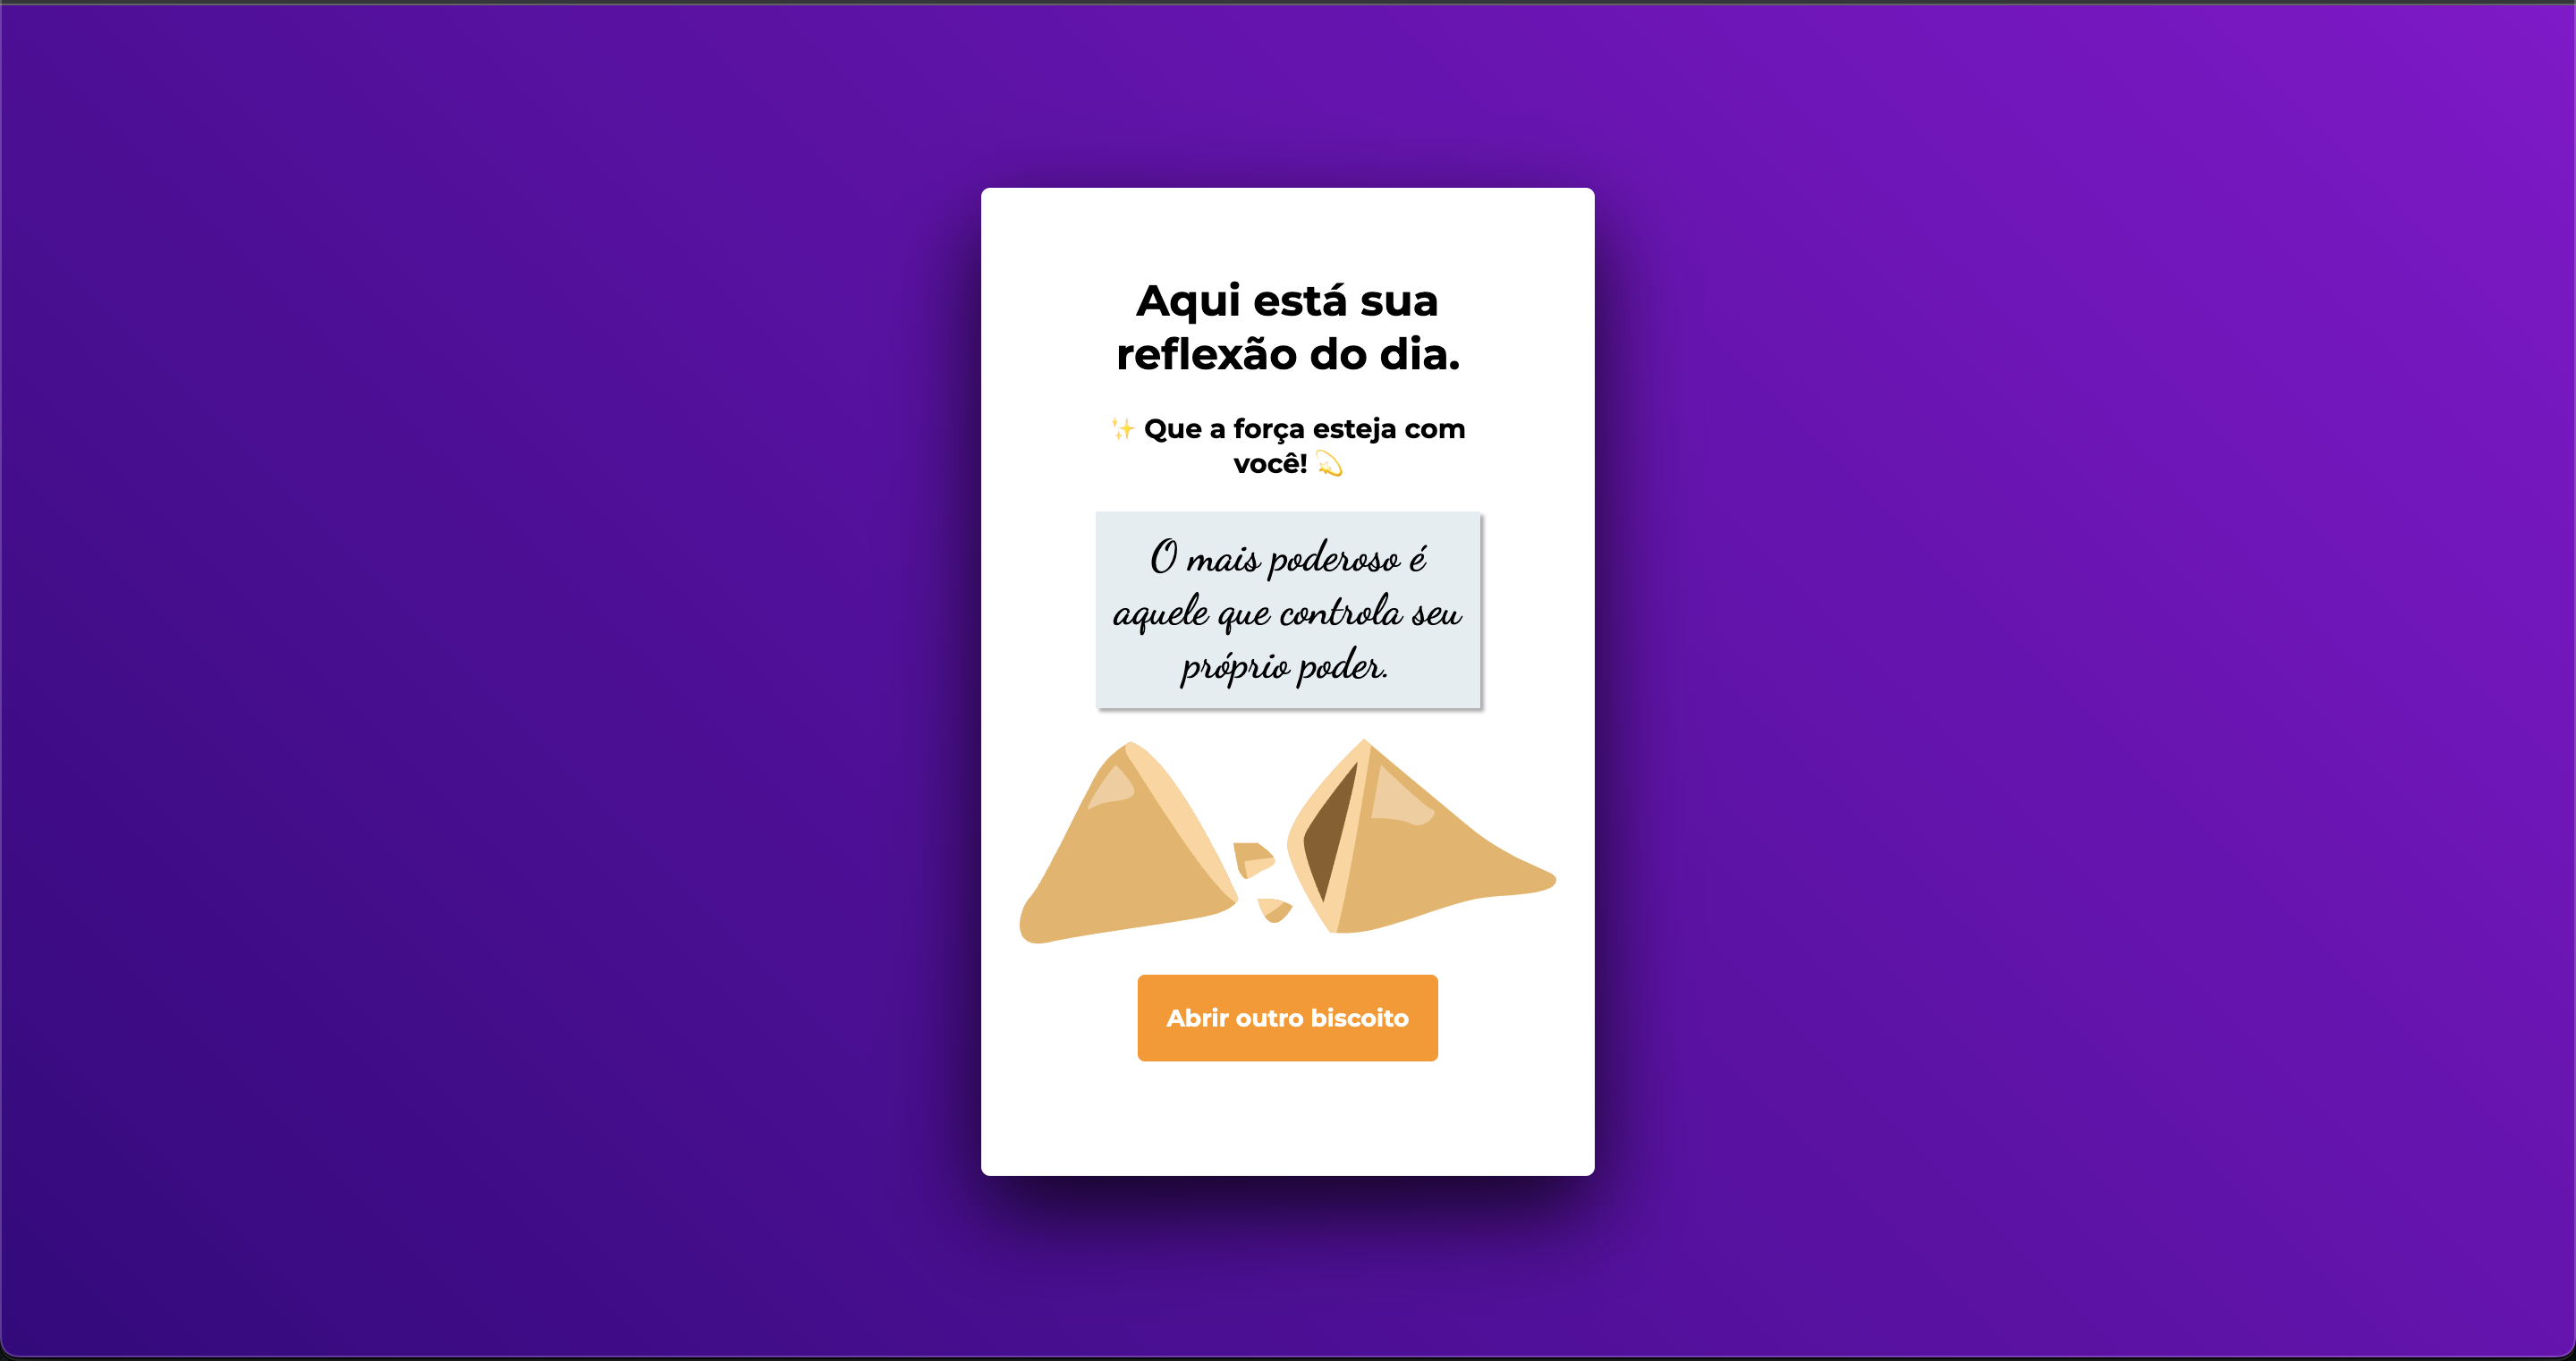 Aqui está sua
reflexão do dia.
✨ Que a força esteja com
você! 💫
O mais poderoso é
aquele que controla seu
próprio poder.
Abrir outro biscoito